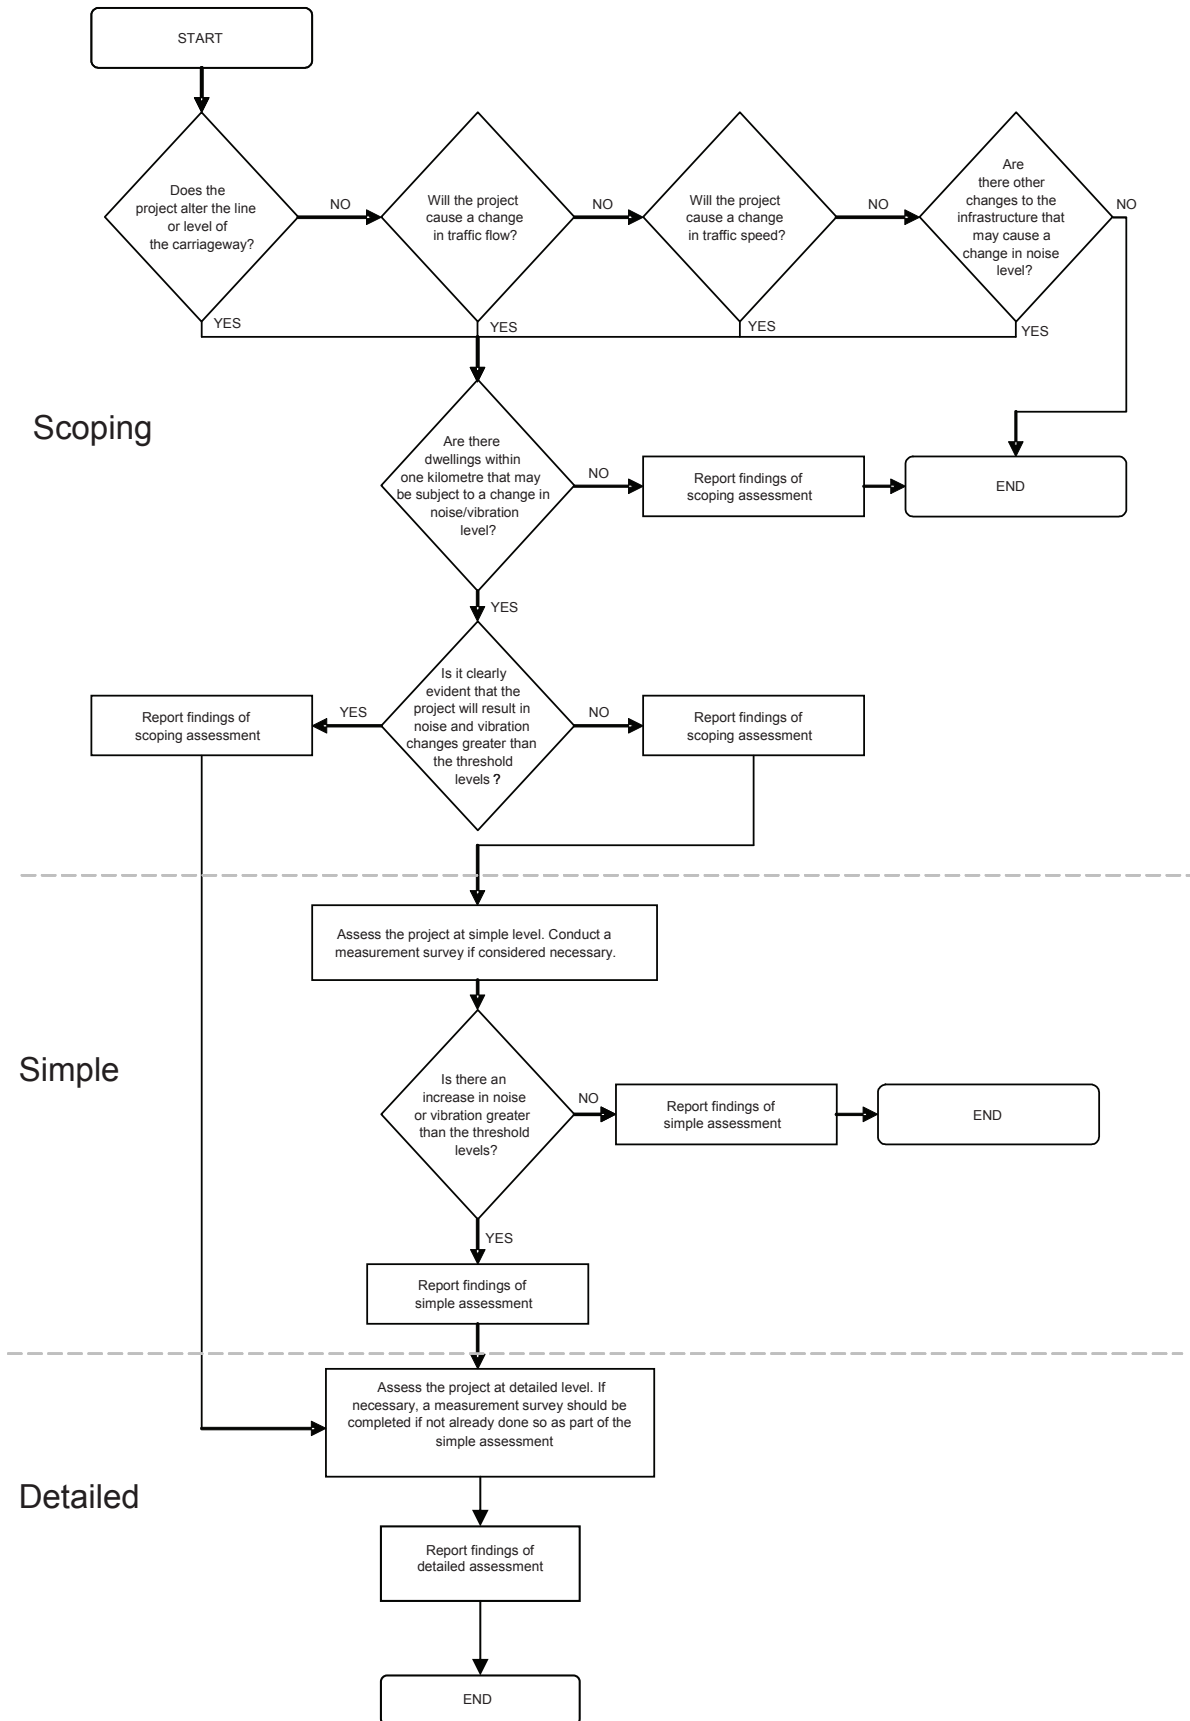 START
Does the
project alter the line
or level of
the carriageway?
NO
Will the project
cause a change
in traffic flow?
NO
Will the project
cause a change
in traffic speed?
NO
Are
there other
changes to the
infrastructure that
may cause a
change in noise
level?
NO
YES
YES
YES
YES
Scoping
Are there
dwellings within
one kilometre that may
be subject to a change in
noise/vibration
level?
NO
Report findings of
scoping assessment
END
YES
Is it clearly
evident that the
project will result in
noise and vibration
changes greater than
the threshold
levels ?
YES
Report findings of
scoping assessment
NO
Report findings of
scoping assessment
Assess the project at simple level. Conduct a
measurement survey if considered necessary.
Simple
Is there an
increase in noise
or vibration greater
than the threshold
levels?
NO
Report findings of
simple assessment
END
YES
Report findings of
simple assessment
Assess the project at detailed level. If
necessary, a measurement survey should be
completed if not already done so as part of the
simple assessment
Detailed
Report findings of
detailed assessment
END